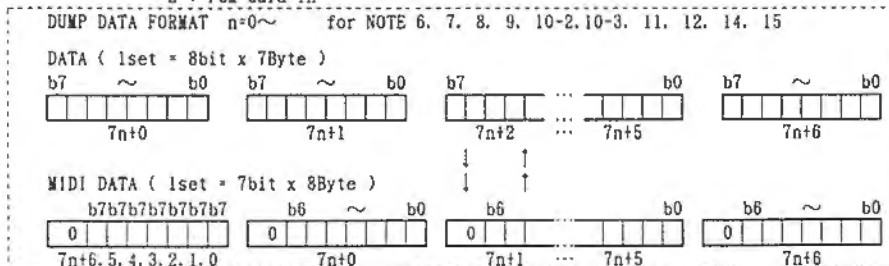 DUMP DATA FORMAT n=0～ for NOTE 6. 7. 8. 9. 10-2.10-3. 11. 12. 14. 15
DATA ( 1set = 8bit x 7Byte )
b7 ～ b0 b7 ～ b0 b7 b0 b7 ～ b0
...
7n+0 7n+1 7n+2 ... 7n+5 7n+6
↓ ↑
MIDI DATA ( 1set = 7bit x 8Byte ) ↓ ↑
b7b7b7b7b7b7b7 b6 ～ b0 b6 b0 b6 ～ b0
0 0 0 ... 0
7n+6.5.4.3.2.1.0 7n+0 7n+1 ... 7n+5 7n+6